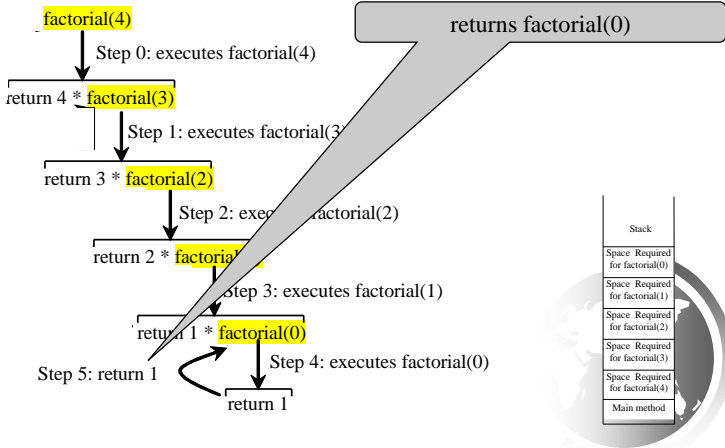 factorial(4)
returns factorial(0)
Step 0: executes factorial(4)
return 4 * factorial(3)
Step 1: executes factorial(3)
return 3 * factorial(2)
Step 2: factorial(2)
return 2 *
Step 3: executes factorial(1)
return 1 * factorial(0)
Step 5: return 1
Step 4: executes factorial(0)
return 1
Stack
Space Required
for factorial(0)
Space Required
for factorial(1)
Space Required
for factorial(2)
Space Required
for factorial(3)
Space Required
for factorial(4)
Main method